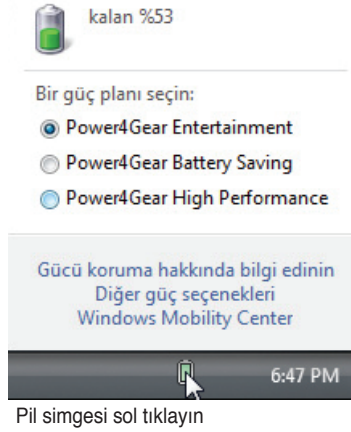 kalan %53
Bir güç planı seçin:
Power4Gear Entertainment
Power4Gear Battery Saving
Power4Gear High Performance
Gücü koruma hakkında bilgi edinin
Diğer güç seçenekleri
Windows Mobility Center
6:47 PM
Pil simgesi sol tıklayın